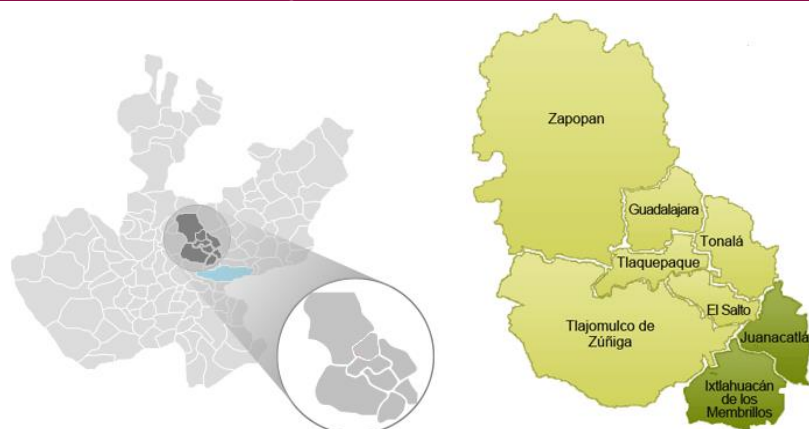 Zapopan
Guadalajara
Tonalá
Tlaquepaque
El Salto
Tlajomulco de
Zúñiga
Juanacatlá
Ixtlahuacán
de los
Membrillos